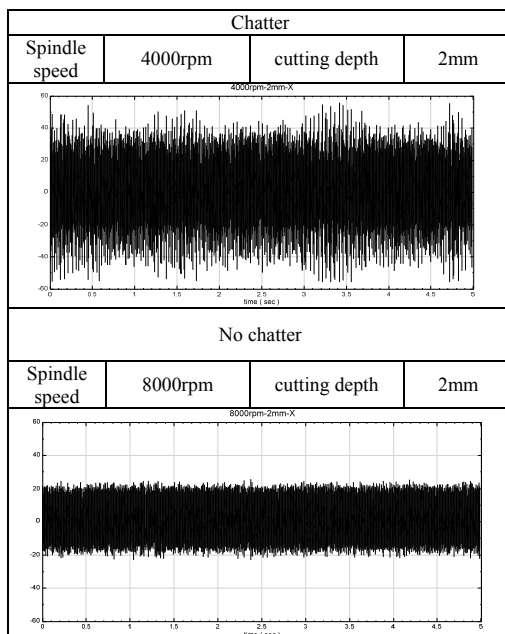 Chatter
Spindle speed 4000rpm cutting depth 2mm
4000rpm-2mm-X
60
40
20
0
-20
-40
-60
0 0.5 1 1.5 2 2.5 3 3.5 4 4.5 5
time ( sec )
No chatter
Spindle speed 8000rpm cutting depth 2mm
8000rpm-2mm-X
60
40
20
0
-20
-40
-60
0 0.5 1 1.5 2 2.5 3 3.5 4 4.5 5
time ( sec )